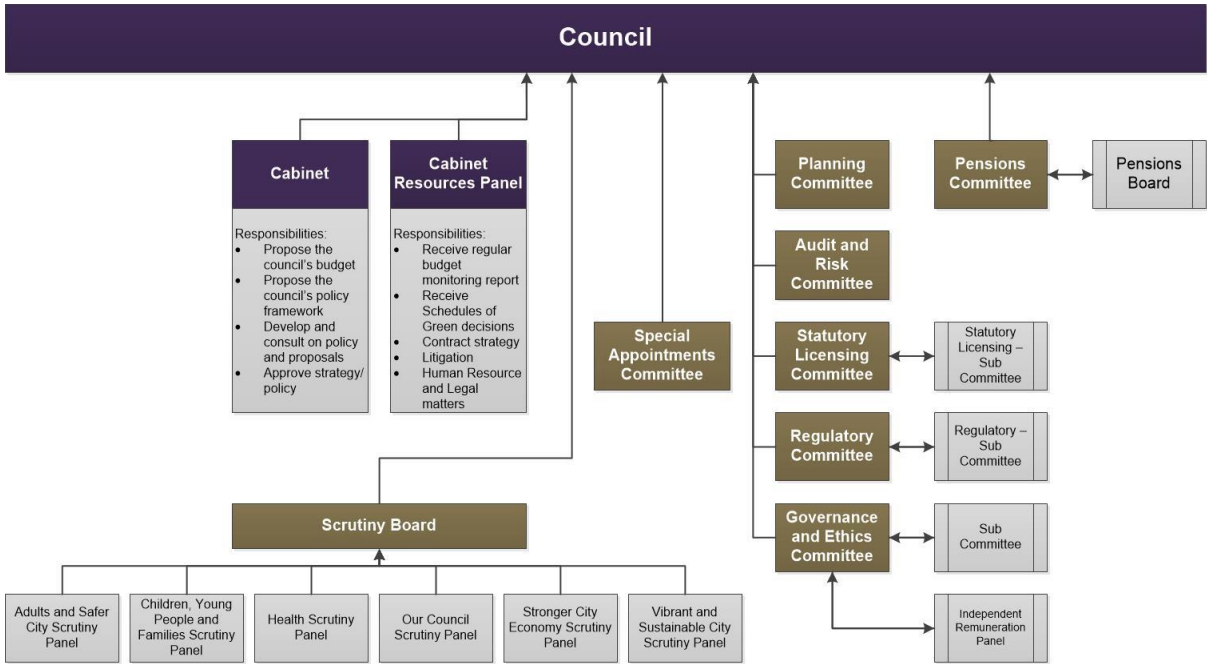 Council
Cabinet
Responsibilities:
• Propose the
council's budget
• Propose the
council's policy
framework
• Develop and
consult on policy
and proposals
• Approve strategy/
policy
Cabinet
Resources Panel
Responsibilities:
• Receive regular
budget
monitoring report
• Receive
Schedules of
Green decisions
• Contract strategy
• Litigation
• Human Resource
and Legal
matters
Special
Appointments
Committee
Planning
Committee
Pensions
Committee
Pensions
Board
Audit and
Risk
Committee
Statutory
Licensing
Committee
Statutory
Licensing –
Sub
Committee
Regulatory
Committee
Regulatory –
Sub
Committee
Governance
and Ethics
Committee
Sub
Committee
Independent
Remuneration
Panel
Scrutiny Board
Adults and Safer
City Scrutiny
Panel
Children, Young
People and
Families Scrutiny
Panel
Health Scrutiny
Panel
Our Council
Scrutiny Panel
Stronger City
Economy Scrutiny
Panel
Vibrant and
Sustainable City
Scrutiny Panel